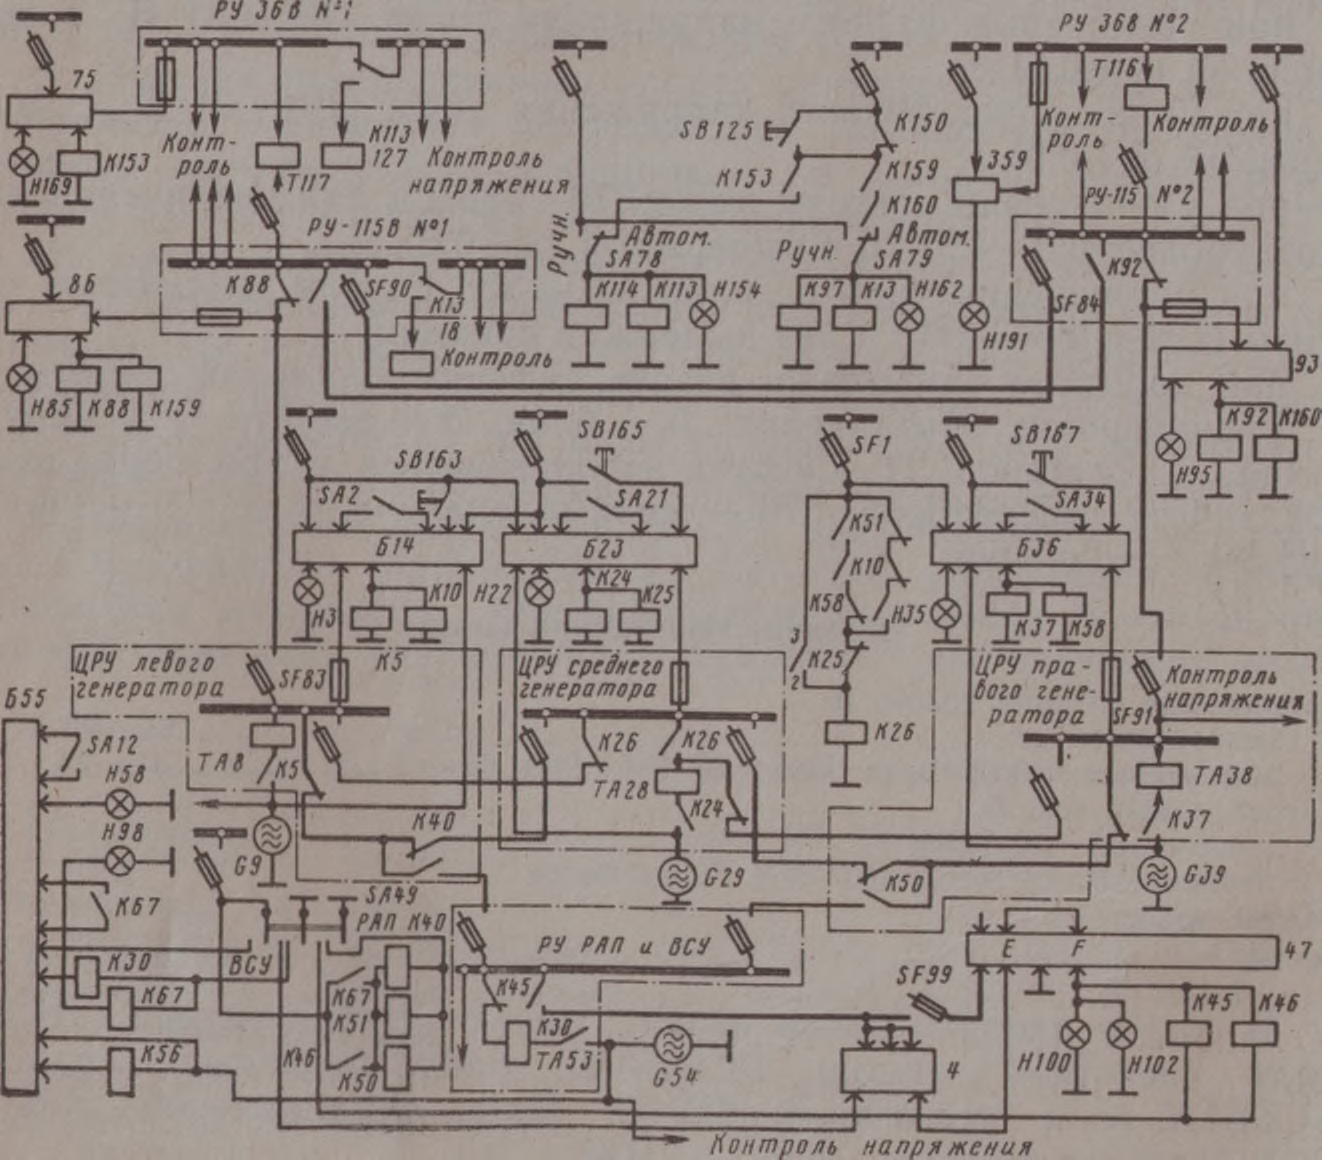 РУ 36В №1
РУ 36В №2
75
Т116
Конт-
роль
К113
127
Контроль
напряжения
К153
Н169
Т117
SB125
К150
К153
К159
359
Конт-
роль
Контроль
К160
РУ-115
№2
РУ-115В №1
Ручн.
Автом.
SA78
Ручн.
Автом.
SA79
86
К88
SF90
К13
18
Контроль
К114
К113
Н154
К97
К13
Н162
Н191
SF84
К92
93
Н85
К88
К159
Н95
К92
К160
SB163
SB165
SF1
SB167
SA2
SA21
SA34
К51
Б14
Б23
Б36
К10
Н3
К10
Н22
К24
К25
К58
Н35
К37
К58
К5
3
К25
2
ЦРУ левого
генератора
SF83
ЦРУ среднего
генератора
ЦРУ пра-
вого гене-
ратора
Контроль
напряжения
SF91
Б55
SA12
ТА8
К5
К26
К26
К26
ТА38
Н58
ТА28
К24
К37
Н98
G9
К40
G29
К50
G39
SA49
К67
РАП
К40
РУ РАП и ВСУ
E
F
47
К30
ВСУ
К67
К67
К45
SF99
К45
К46
К51
К30
К56
К46
К50
ТА53
G54
4
Н100
Н102
Контроль напряжения